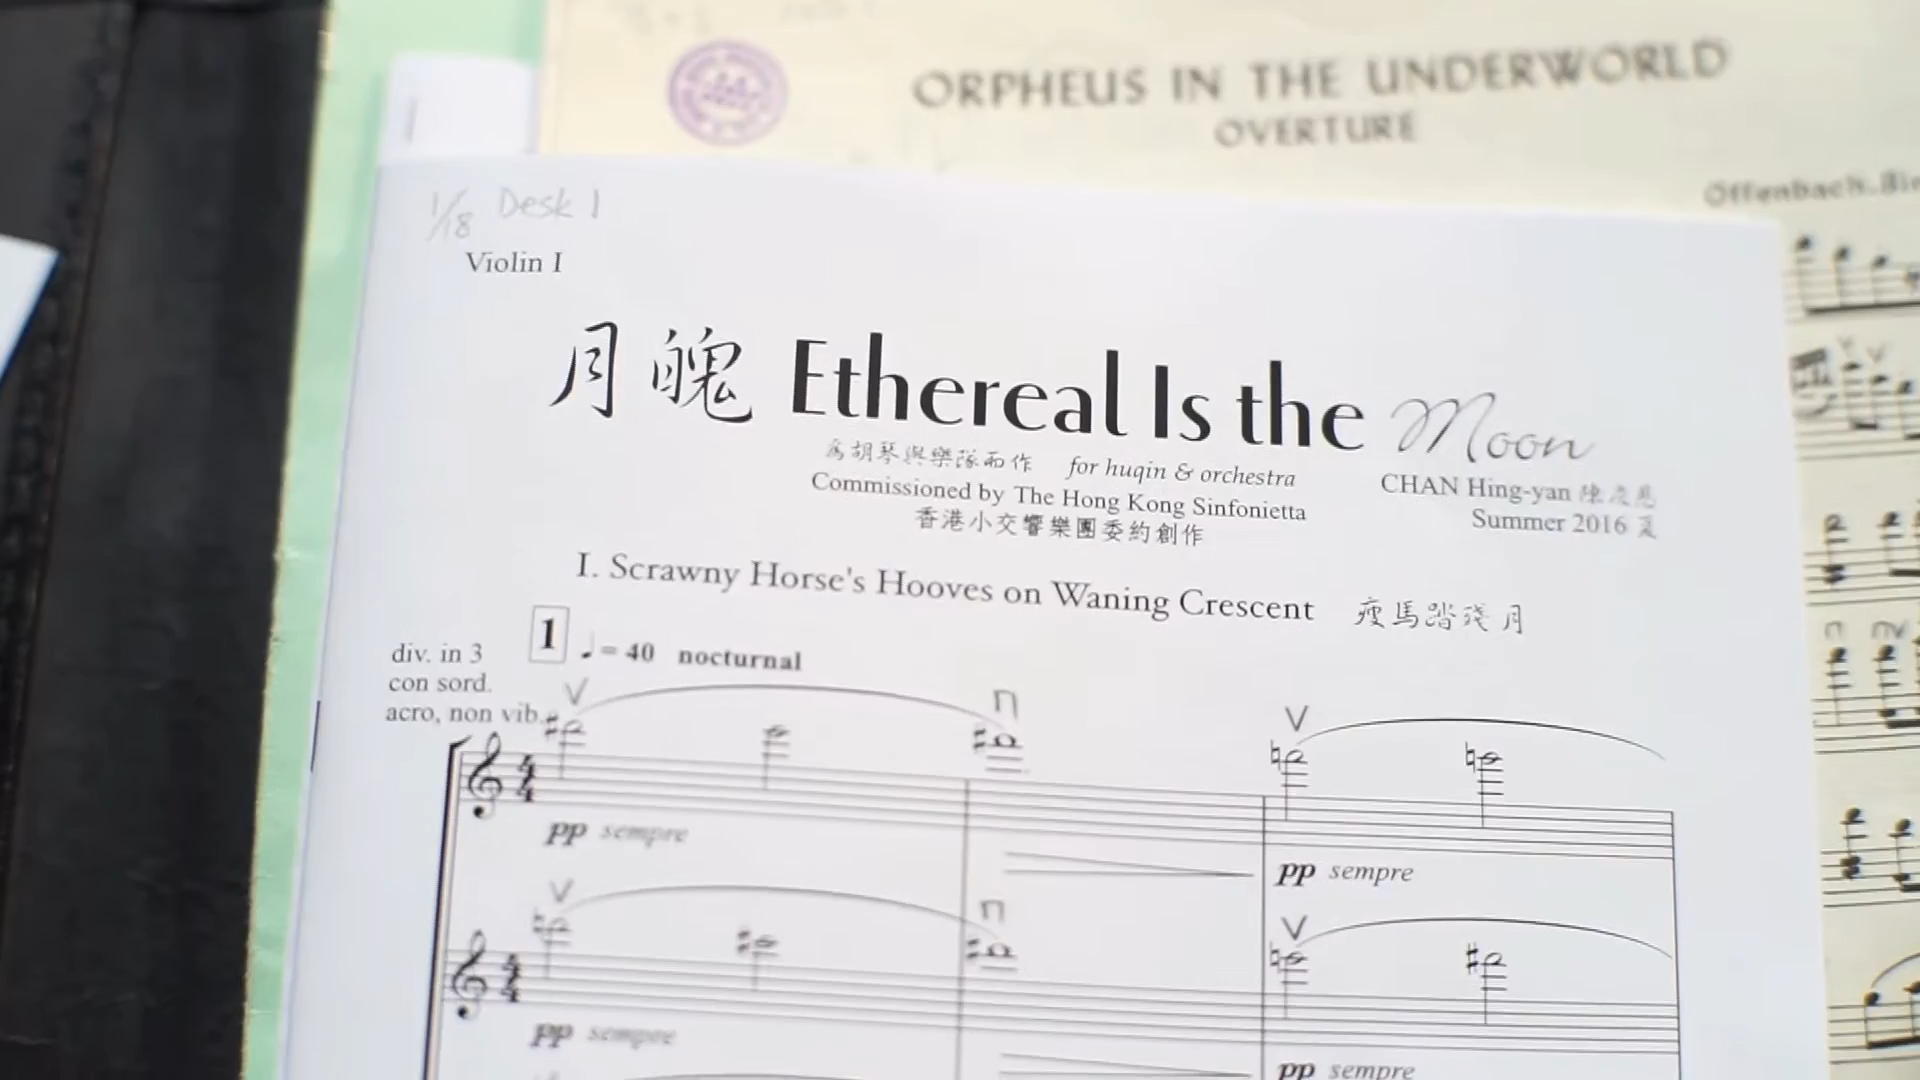 ORPHEUS IN THE UNDERWORLD
OVERTURE
1/18 Desk 1
Violin I
月魄 Ethereal Is the Moon
為胡琴與樂隊而作 for huqin & orchestra
Commissioned by The Hong Kong Sinfonietta
香港小交響樂團委約創作
CHAN Hing-yan 陳慶恩
Summer 2016 夏
I. Scrawny Horse's Hooves on Waning Crescent 瘦馬踏殘月
1 ♩= 40 nocturnal
div. in 3
con sord.
acro, non vib.
pp sempre
pp sempre
pp sempre
pp sempre